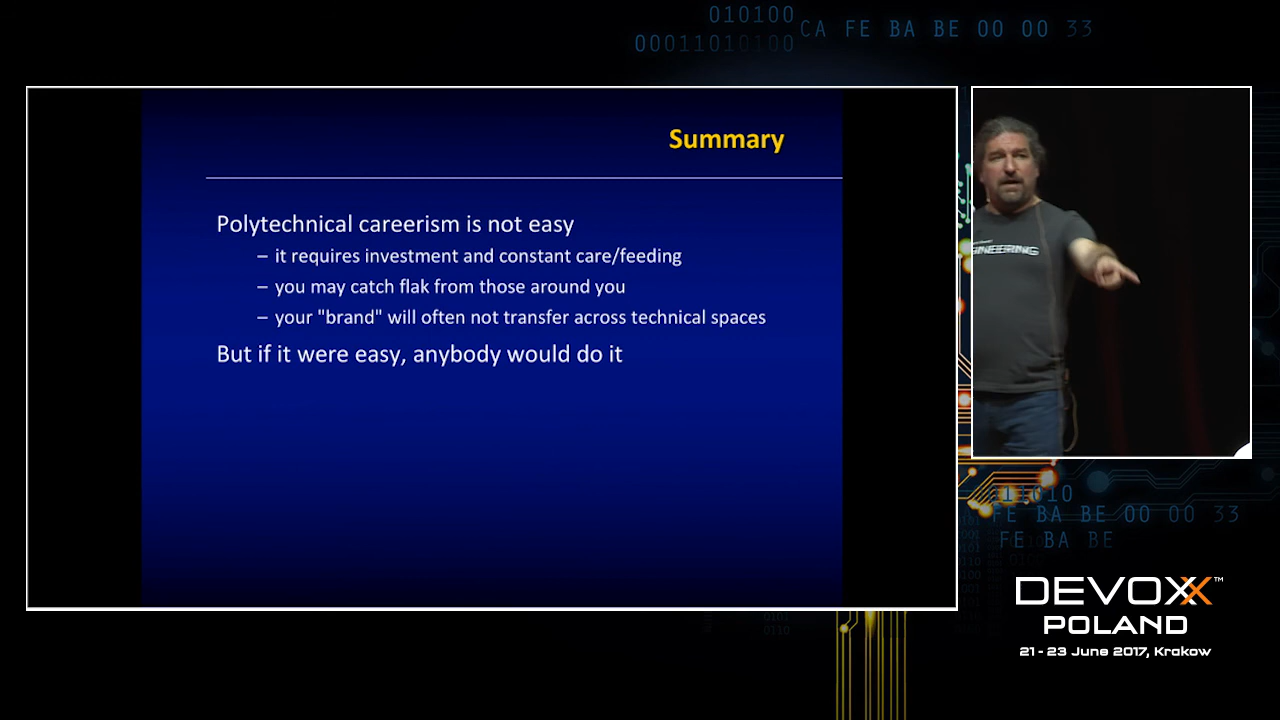 010100
00011010100
CA FE BA BE 00 00 33
Summary
Polytechnical careerism is not easy
– it requires investment and constant care/feeding
– you may catch flak from those around you
– your "brand" will often not transfer across technical spaces
But if it were easy, anybody would do it
FE BA BE 00 00 33
FE BA BE
DEVOXX™
POLAND
21 - 23 June 2017, Krakow